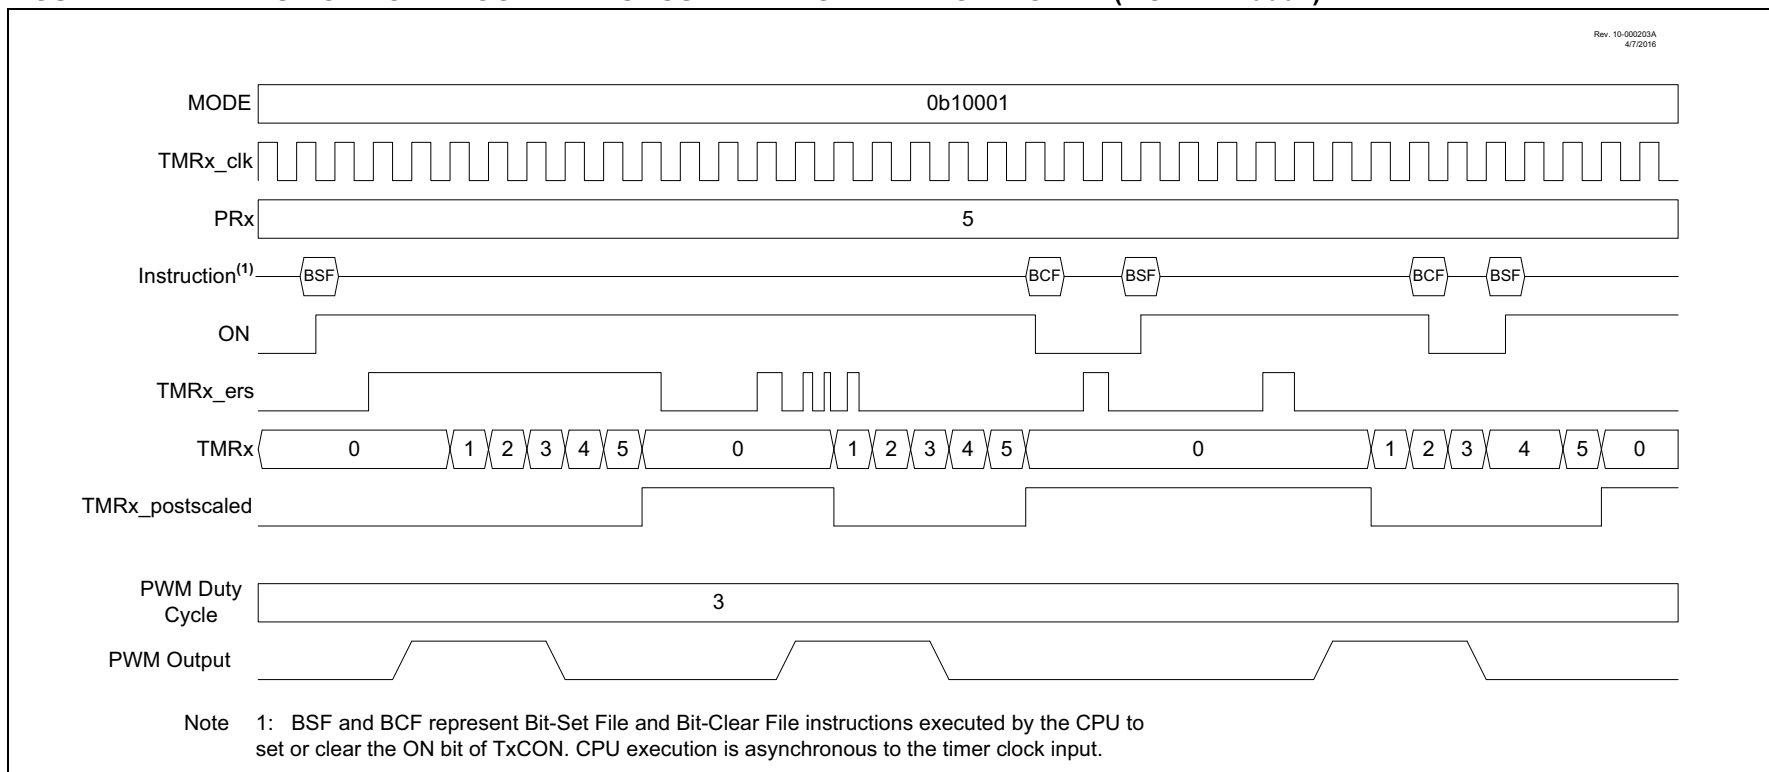 Rev. 10-000203A
4/7/2016
MODE 0b10001
TMRx_clk
PRx 5
Instruction(1) BSF BCF BSF BCF BSF
ON
TMRx_ers
TMRx 0 1 2 3 4 5 0 1 2 3 4 5 0 1 2 3 4 5 0
TMRx_postscaled
PWM Duty
Cycle 3
PWM Output
Note 1: BSF and BCF represent Bit-Set File and Bit-Clear File instructions executed by the CPU to
set or clear the ON bit of TxCON. CPU execution is asynchronous to the timer clock input.